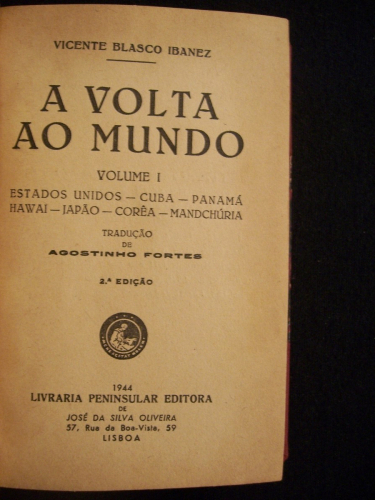 VICENTE BLASCO IBANEZ
A VOLTA
AO MUNDO
VOLUME I
ESTADOS UNIDOS — CUBA — PANAMÁ
HAWAI — JAPÃO — CORÊA — MANDCHÚRIA
TRADUÇÃO
DE
AGOSTINHO FORTES
2.ª EDIÇÃO
1944
LIVRARIA PENINSULAR EDITORA
DE
JOSÉ DA SILVA OLIVEIRA
57, Rua da Boa-Vista, 59
LISBOA